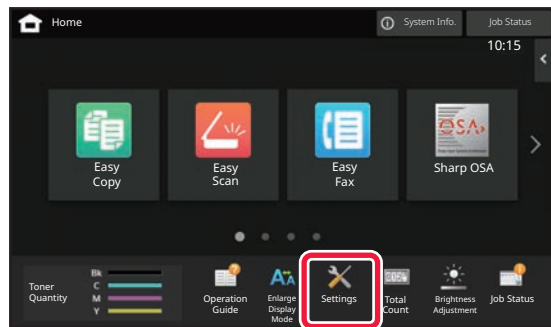 Home
System Info.
Job Status
10:15
Easy
Copy
Easy
Scan
Easy
Fax
OSA
Sharp OSA
Toner
Quantity
Bk
C
M
Y
Operation
Guide
Enlarge
Display
Mode
Settings
Total
Count
Brightness
Adjustment
Job Status